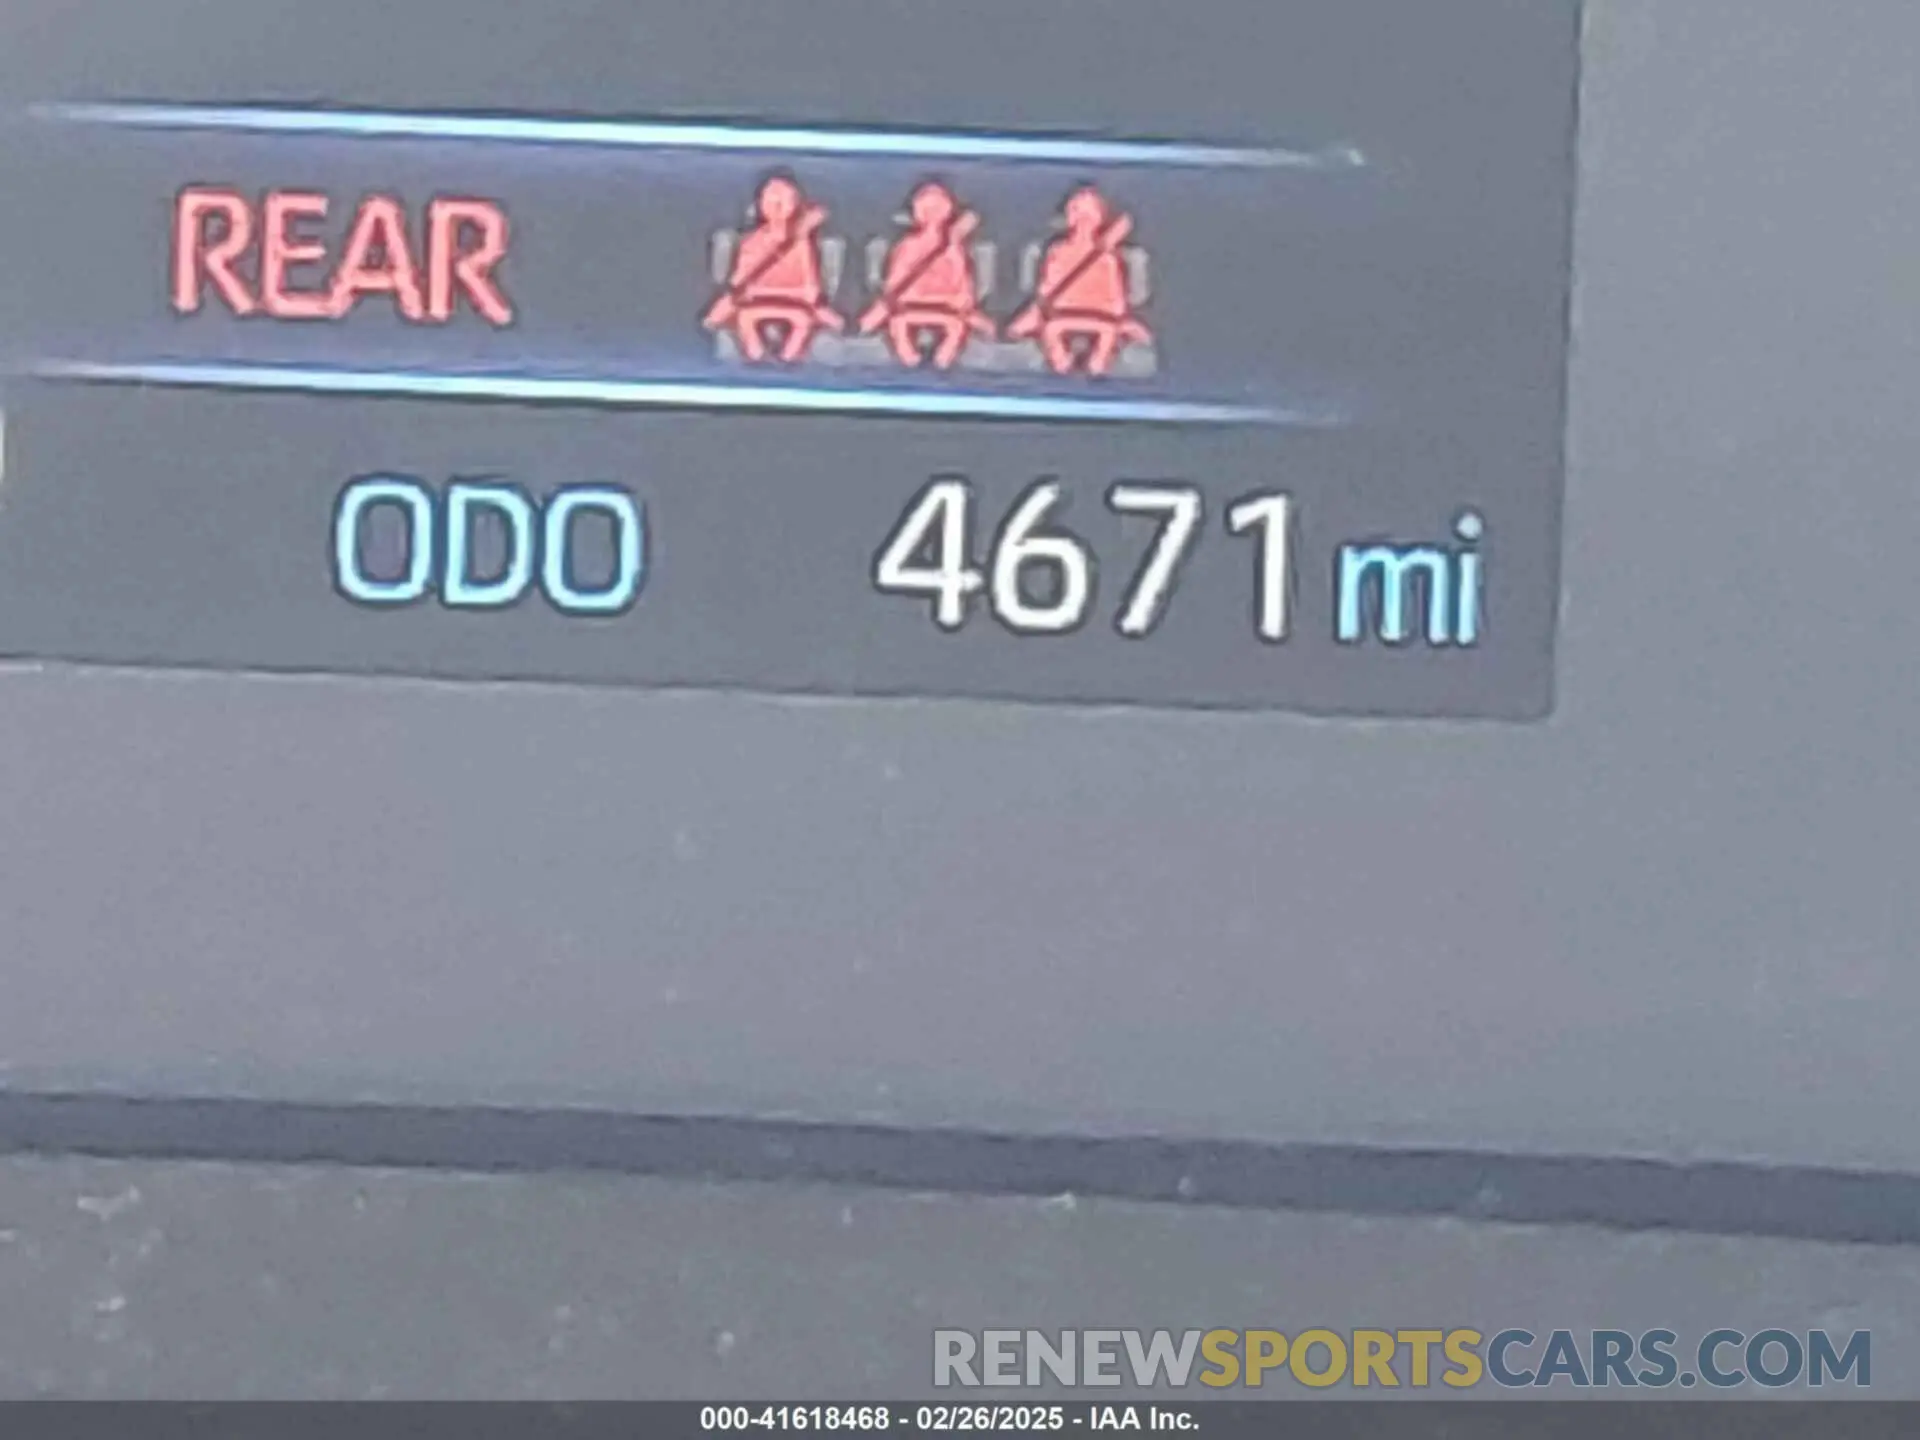 REAR
ODO 4671 mi
RENEWSPORTSCARS.COM
000-41618468 - 02/26/2025 - IAA Inc.